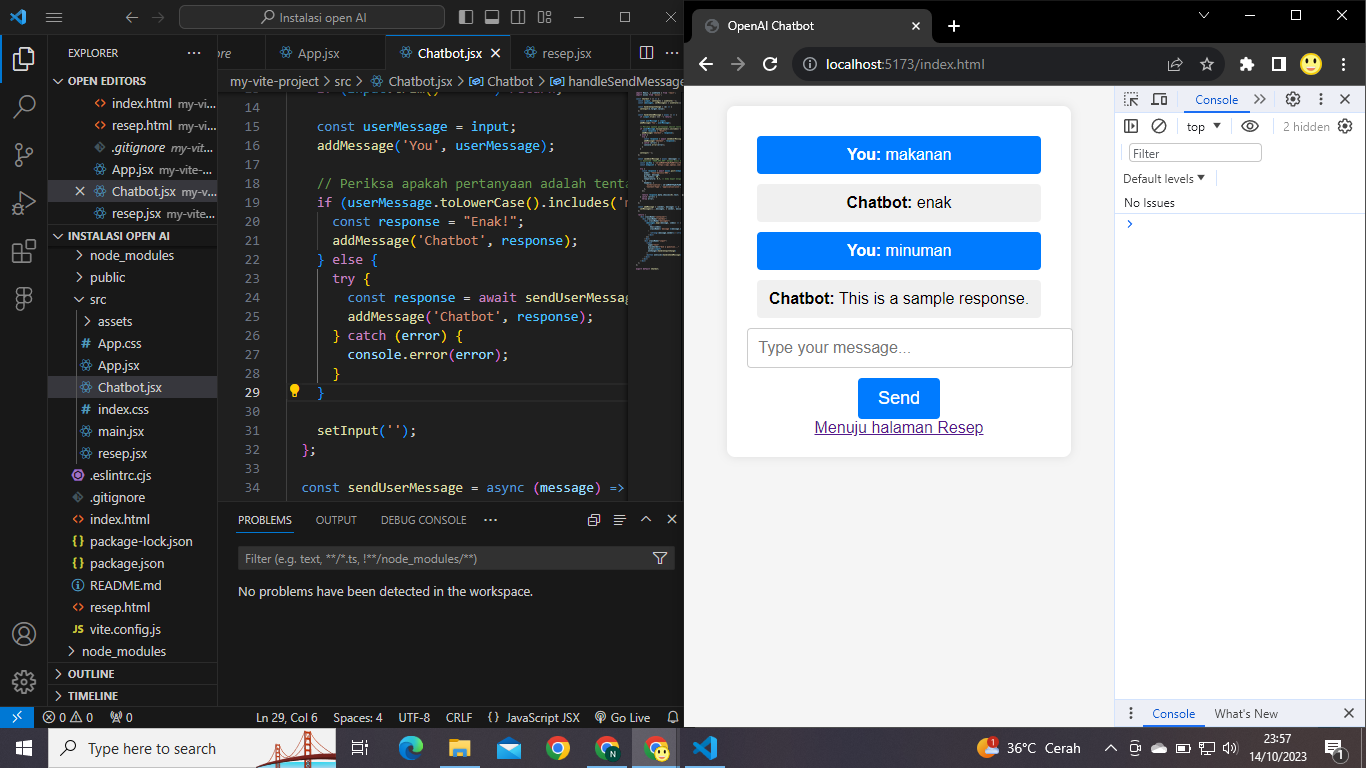 Instalasi open AI
EXPLORER
OPEN EDITORS
index.html my-vi...
resep.html my-vi...
.gitignore my-vite...
App.jsx my-vite-...
Chatbot.jsx my-v...
resep.jsx my-vite...
INSTALASI OPEN AI
node_modules
public
src
assets
App.css
App.jsx
Chatbot.jsx
index.css
main.jsx
resep.jsx
.eslintrc.cjs
.gitignore
index.html
package-lock.json
package.json
README.md
resep.html
vite.config.js
node_modules
OUTLINE
TIMELINE
ore App.jsx Chatbot.jsx resep.jsx
my-vite-project > src > Chatbot.jsx > Chatbot > handleSendMessage
14
15 const userMessage = input;
16 addMessage('You', userMessage);
17
18 // Periksa apakah pertanyaan adalah tenta
19 if (userMessage.toLowerCase().includes('
20 const response = "Enak!";
21 addMessage('Chatbot', response);
22 } else {
23 try {
24 const response = await sendUserMessag
25 addMessage('Chatbot', response);
26 } catch (error) {
27 console.error(error);
28 }
29 }
30
31 setInput('');
32 };
33
34 const sendUserMessage = async (message) =>
PROBLEMS OUTPUT DEBUG CONSOLE
Filter (e.g. text, **/*.ts, !**/node_modules/**)
No problems have been detected in the workspace.
0 0 0 Ln 29, Col 6 Spaces: 4 UTF-8 CRLF {} JavaScript JSX Go Live
OpenAI Chatbot
localhost:5173/index.html
You: makanan
Chatbot: enak
You: minuman
Chatbot: This is a sample response.
Type your message...
Send
Menuju halaman Resep
Console
top 2 hidden
Filter
Default levels
No Issues
Console What's New
Type here to search
N
1
36°C Cerah
23:57
14/10/2023
1